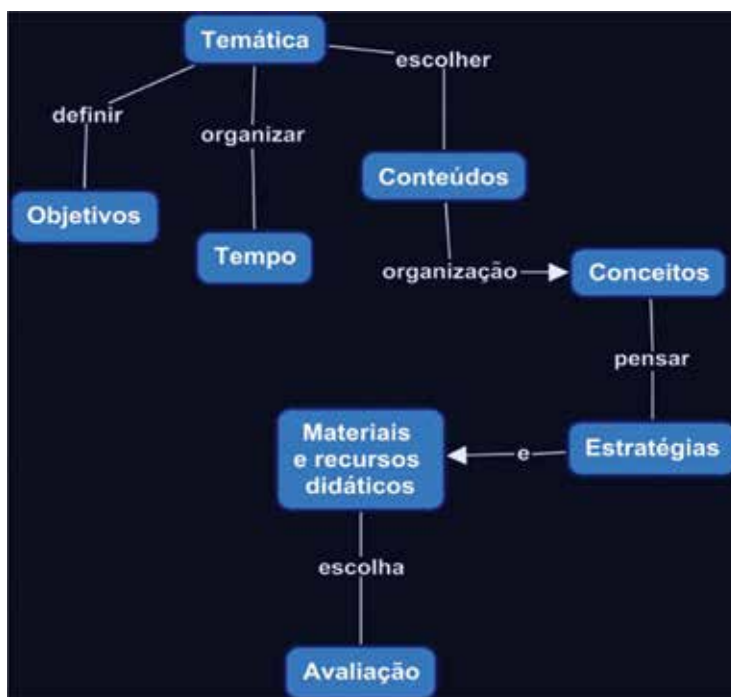 Temática
escolher
definir
organizar
Conteúdos
Objetivos
Tempo
organização
Conceitos
pensar
Materiais
e recursos
didáticos
e
Estratégias
escolha
Avaliação